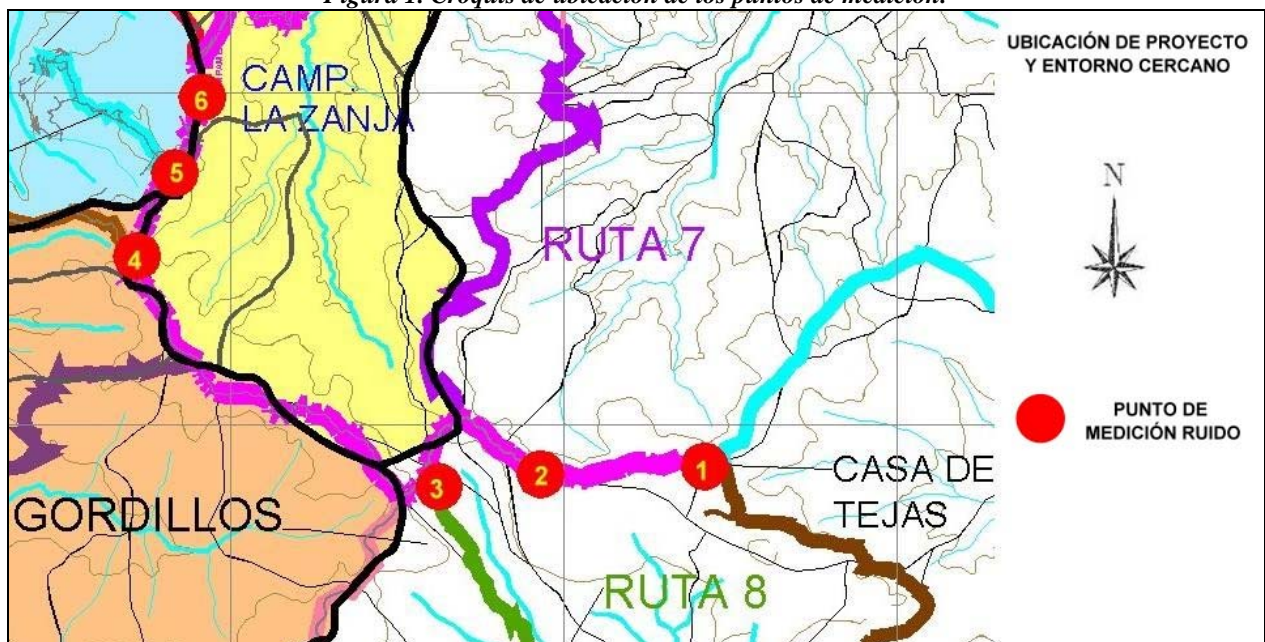 Figura 1. Croquis de ubicación de los puntos de medición.
UBICACIÓN DE PROYECTO
Y ENTORNO CERCANO
N
PUNTO DE
MEDICIÓN RUIDO
6
CAMP.
LA ZANJA
5
4
RUTA 7
3
2
1
CASA DE
TEJAS
GORDILLOS
RUTA 8